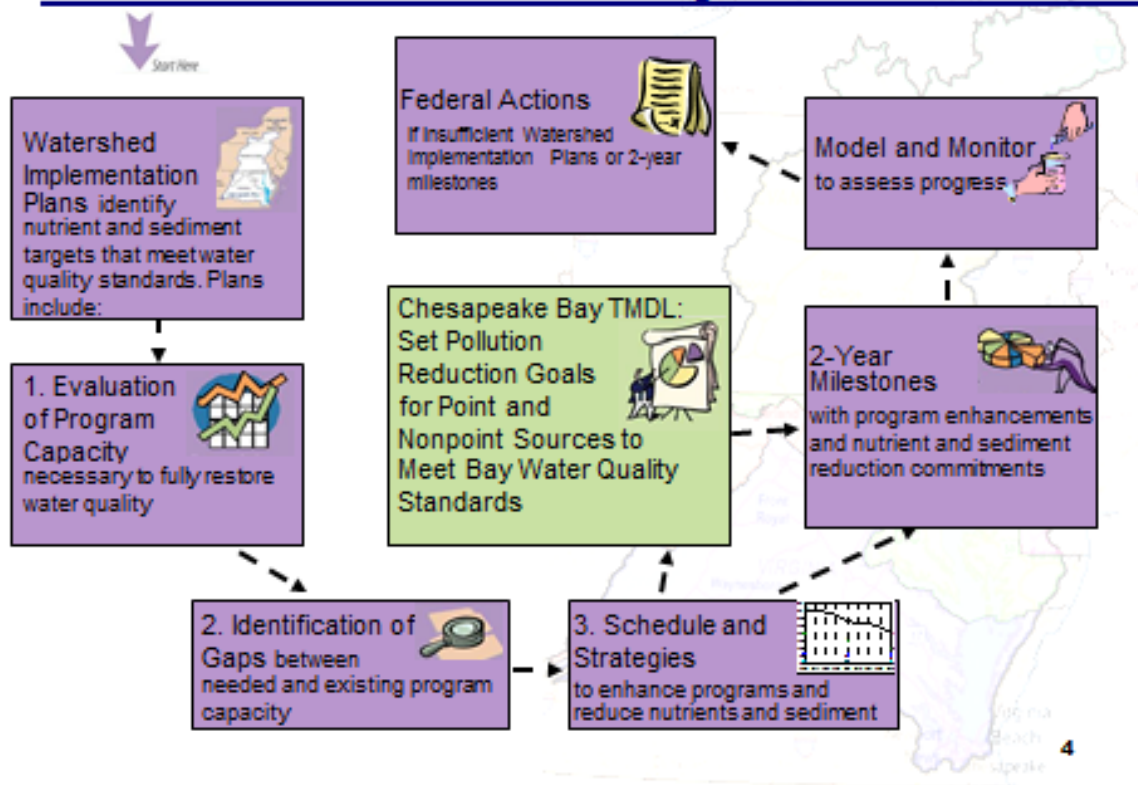 Start Here
Watershed
Implementation
Plans identify
nutrient and sediment
targets that meet water
quality standards. Plans
include:
1. Evaluation
of Program
Capacity
necessary to fully restore
water quality
2. Identification of
Gaps between
needed and existing program
capacity
3. Schedule and
Strategies
to enhance programs and
reduce nutrients and sediment
Chesapeake Bay TMDL:
Set Pollution
Reduction Goals
for Point and
Nonpoint Sources to
Meet Bay Water Quality
Standards
2-Year
Milestones
with program enhancements
and nutrient and sediment
reduction commitments
Model and Monitor
to assess progress
Federal Actions
If Insufficient Watershed
Implementation Plans or 2-year
milestones
Front
Royal
VIRGINIA
Virginia
Beach
4